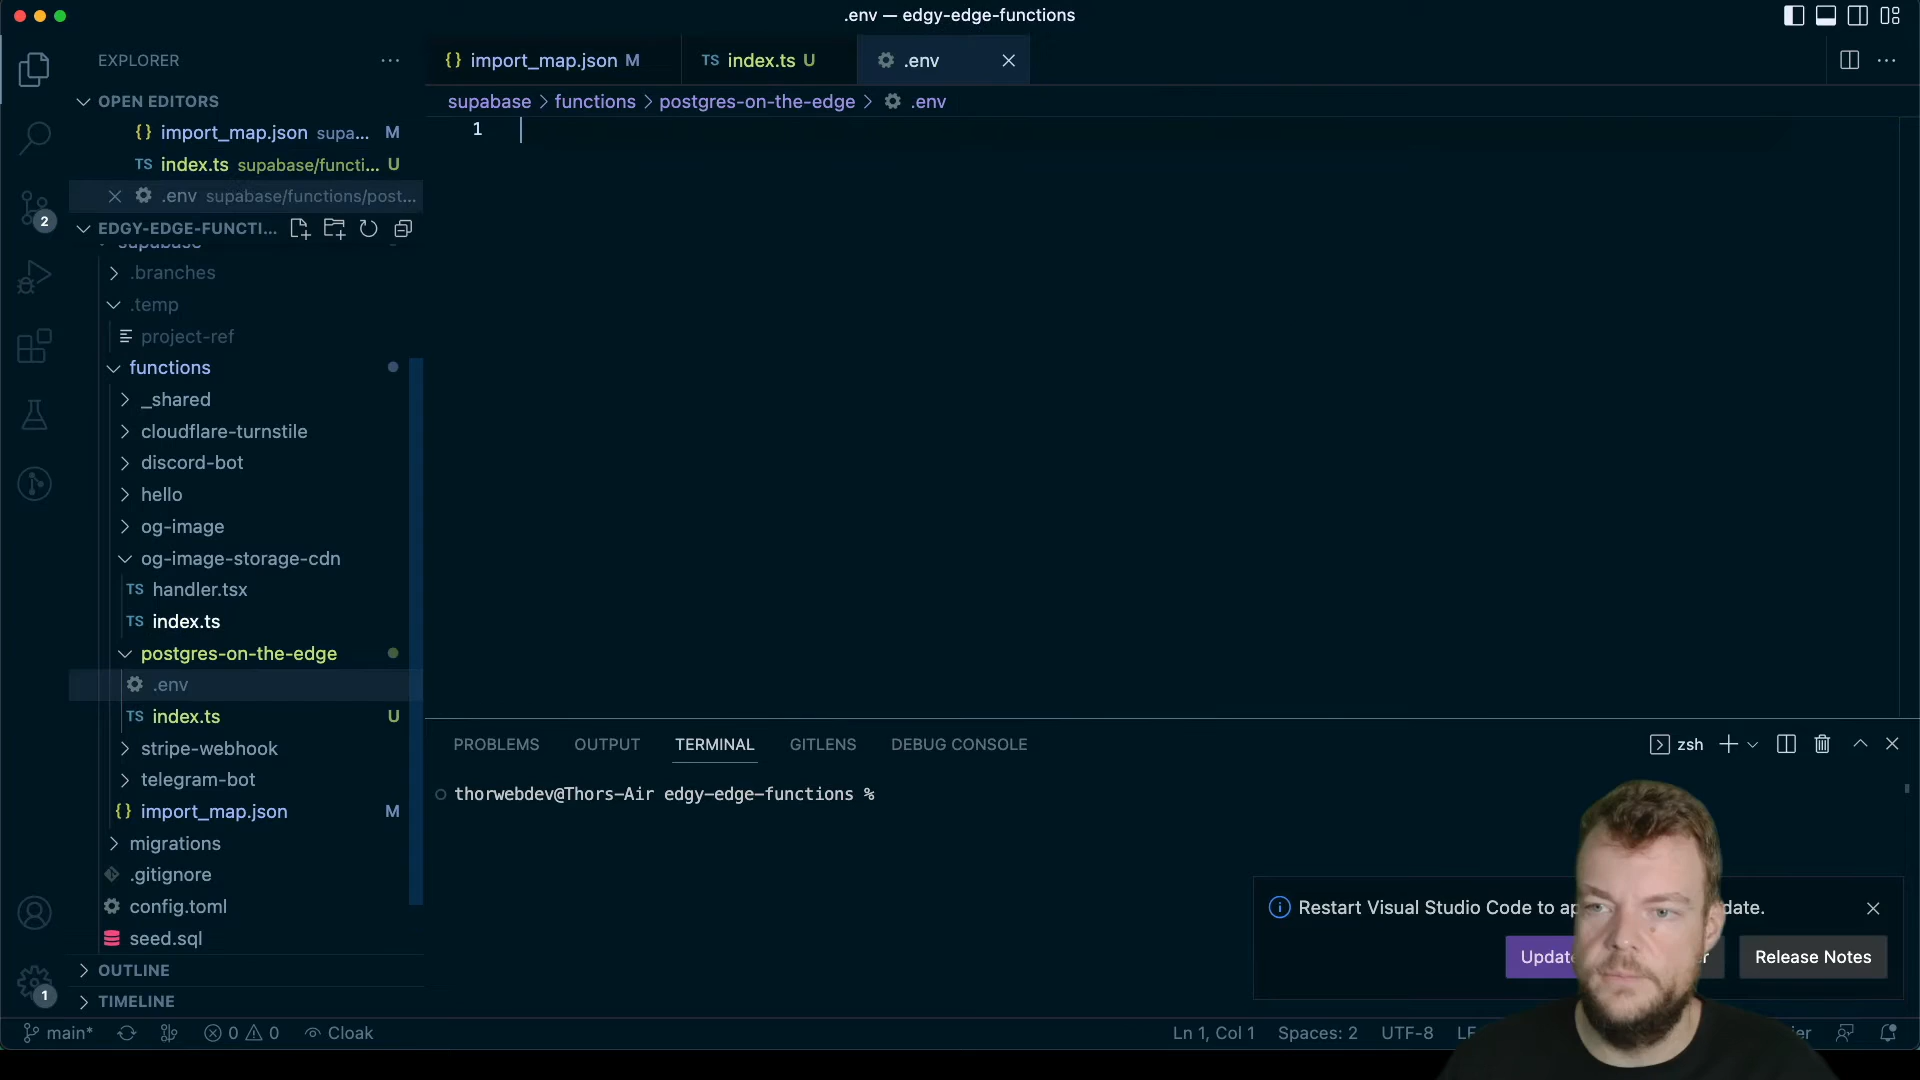 .env — edgy-edge-functions
EXPLORER
{} import_map.json M
TS index.ts U
.env
OPEN EDITORS
supabase > functions > postgres-on-the-edge > .env
{} import_map.json supa... M
1
TS index.ts supabase/functi... U
.env supabase/functions/post...
2
EDGY-EDGE-FUNCTI...
supabase
.branches
.temp
project-ref
functions
_shared
cloudflare-turnstile
discord-bot
hello
og-image
og-image-storage-cdn
TS handler.tsx
TS index.ts
postgres-on-the-edge
.env
TS index.ts U
stripe-webhook
telegram-bot
{} import_map.json M
migrations
.gitignore
config.toml
seed.sql
OUTLINE
1
TIMELINE
PROBLEMS OUTPUT TERMINAL GITLENS DEBUG CONSOLE
zsh
thorwebdev@Thors-Air edgy-edge-functions %
Restart Visual Studio Code to date.
Release Notes
main* 0 0 Cloak
Ln 1, Col 1 Spaces: 2 UTF-8